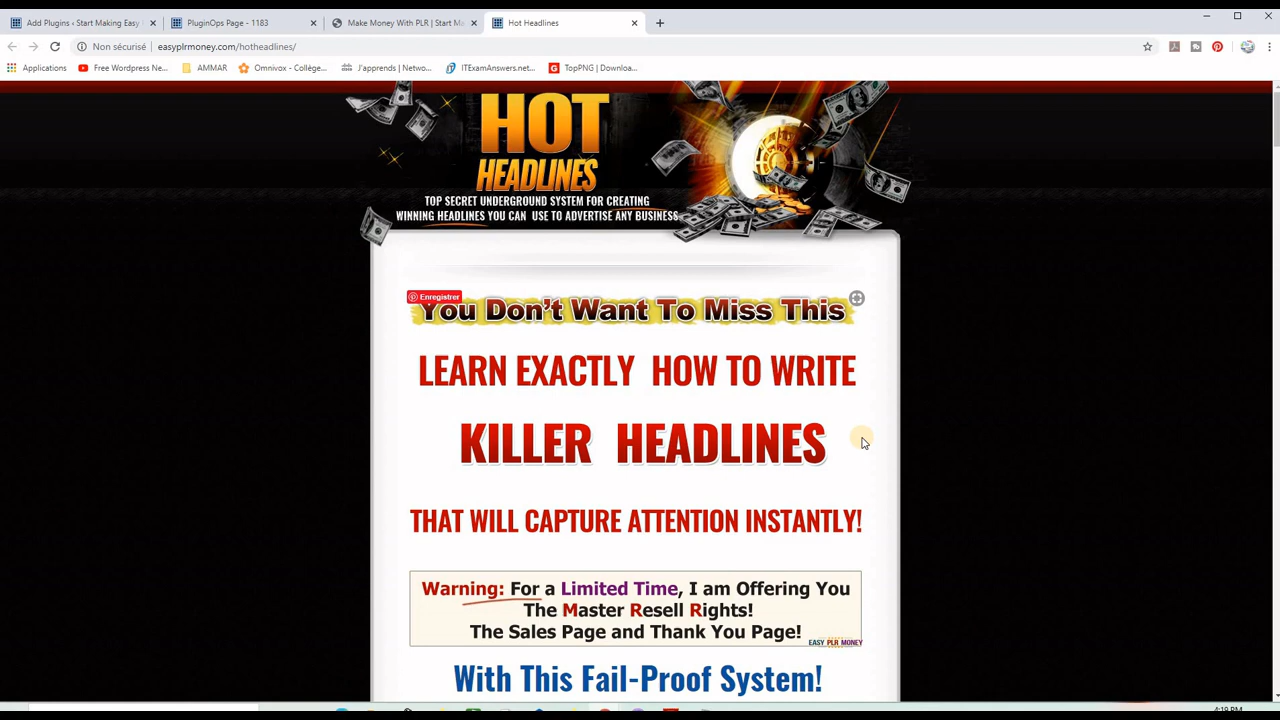 Add Plugins ‹ Start Making Easy
PluginOps Page - 1183
Make Money With PLR | Start Ma
Hot Headlines
Non sécurisé
easyplrmoney.com/hotheadlines/
Applications
Free Wordpress Ne...
AMMAR
Omnivox - Collège...
J'apprends | Netwo...
ITExamAnswers.net...
TopPNG | Downloa...
HOT
HEADLINES
TOP SECRET UNDERGROUND SYSTEM FOR CREATING
WINNING HEADLINES YOU CAN USE TO ADVERTISE ANY BUSINESS
Enregistrer
You Don't Want To Miss This
LEARN EXACTLY HOW TO WRITE
KILLER HEADLINES
THAT WILL CAPTURE ATTENTION INSTANTLY!
Warning: For a Limited Time, I am Offering You
The Master Resell Rights!
The Sales Page and Thank You Page!
EASY PLR MONEY
With This Fail-Proof System!
4:19 PM